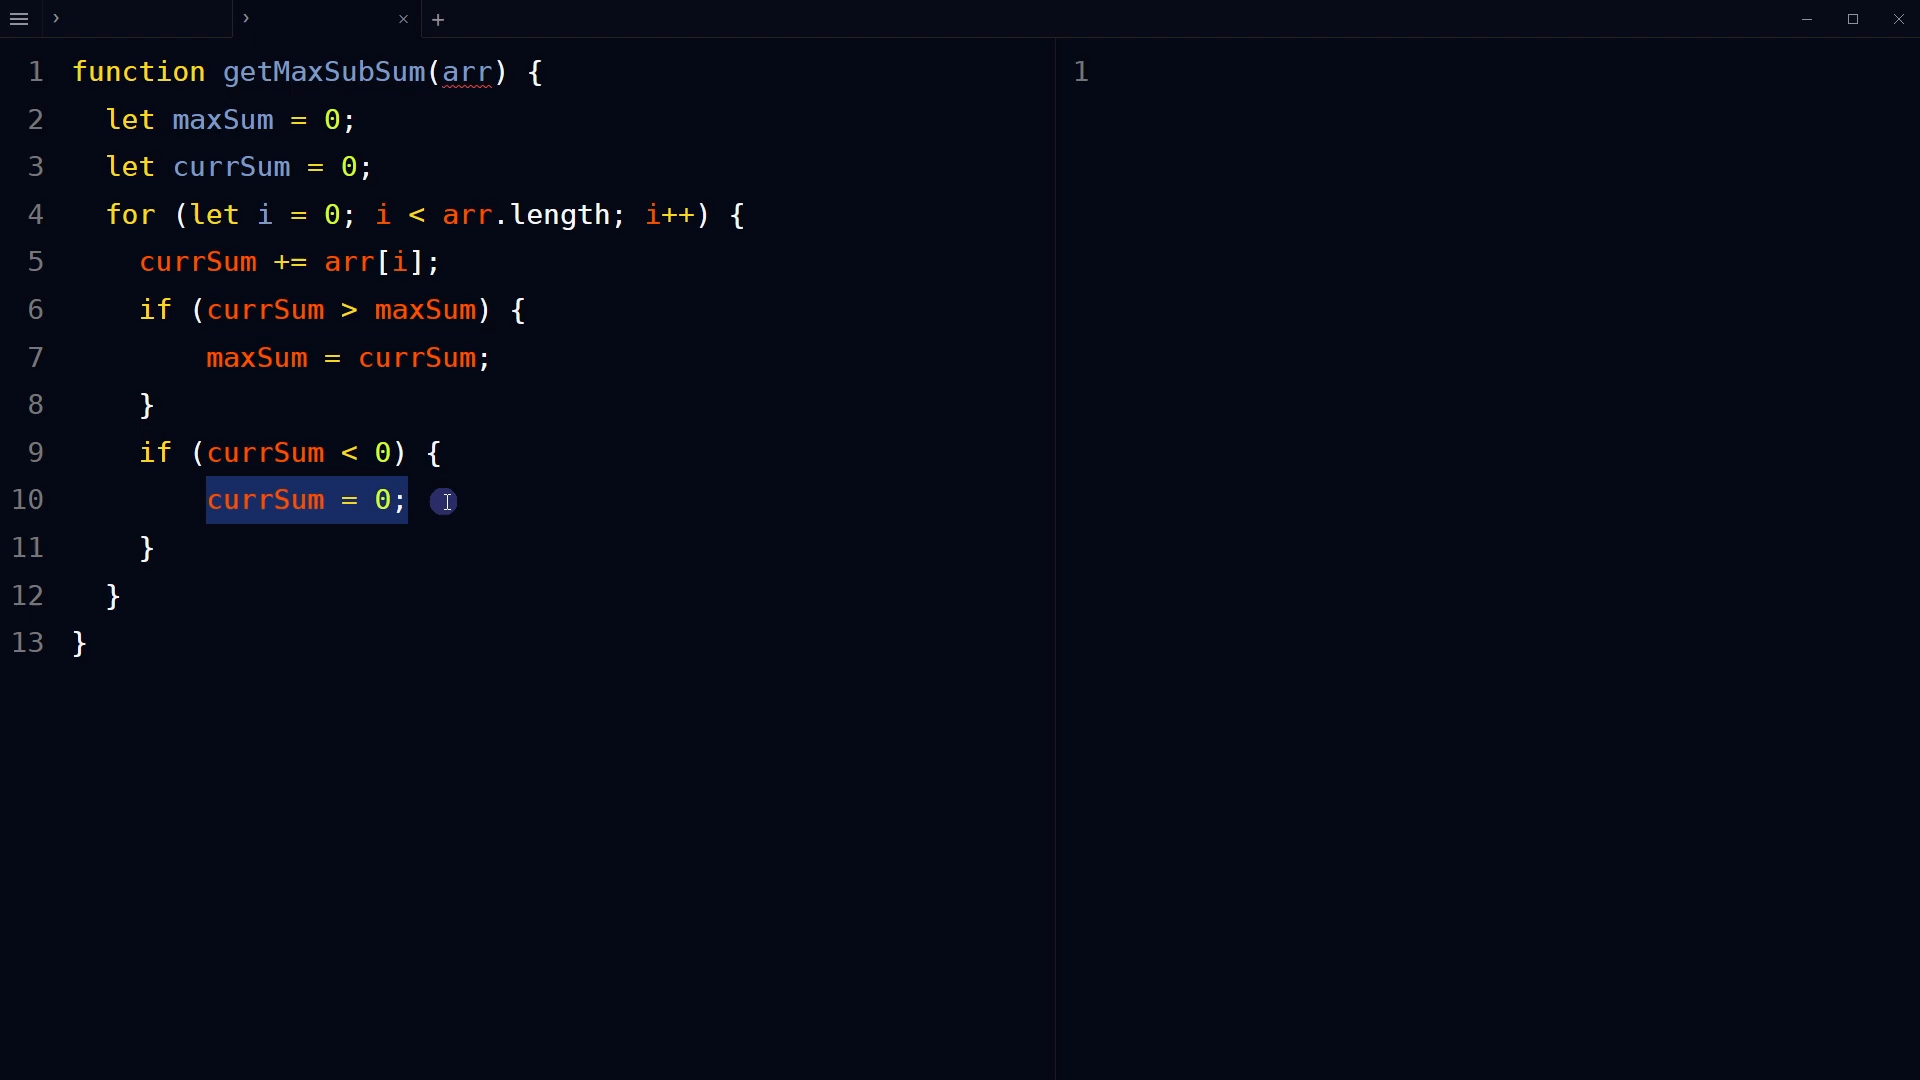 1 function getMaxSubSum(arr) {
2 let maxSum = 0;
3 let currSum = 0;
4 for (let i = 0; i < arr.length; i++) {
5 currSum += arr[i];
6 if (currSum > maxSum) {
7 maxSum = currSum;
8 }
9 if (currSum < 0) {
10 currSum = 0;
11 }
12 }
13 }
1